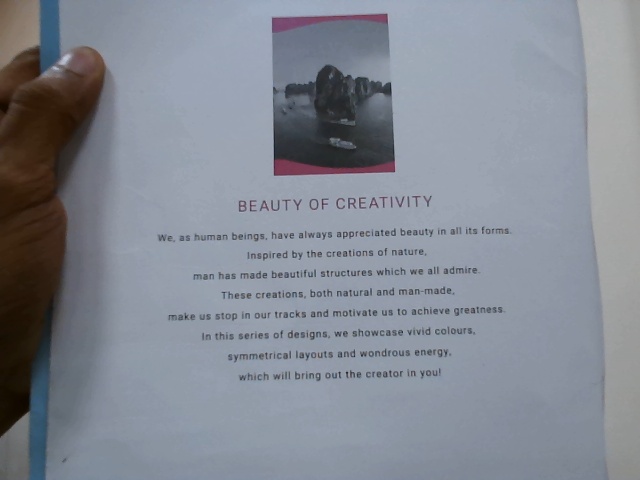 BEAUTY OF CREATIVITY
We, as human beings, have always appreciated beauty in all its forms.
Inspired by the creations of nature,
man has made beautiful structures which we all admire.
These creations, both natural and man-made,
make us stop in our tracks and motivate us to achieve greatness.
In this series of designs, we showcase vivid colours,
symmetrical layouts and wondrous energy,
which will bring out the creator in you!